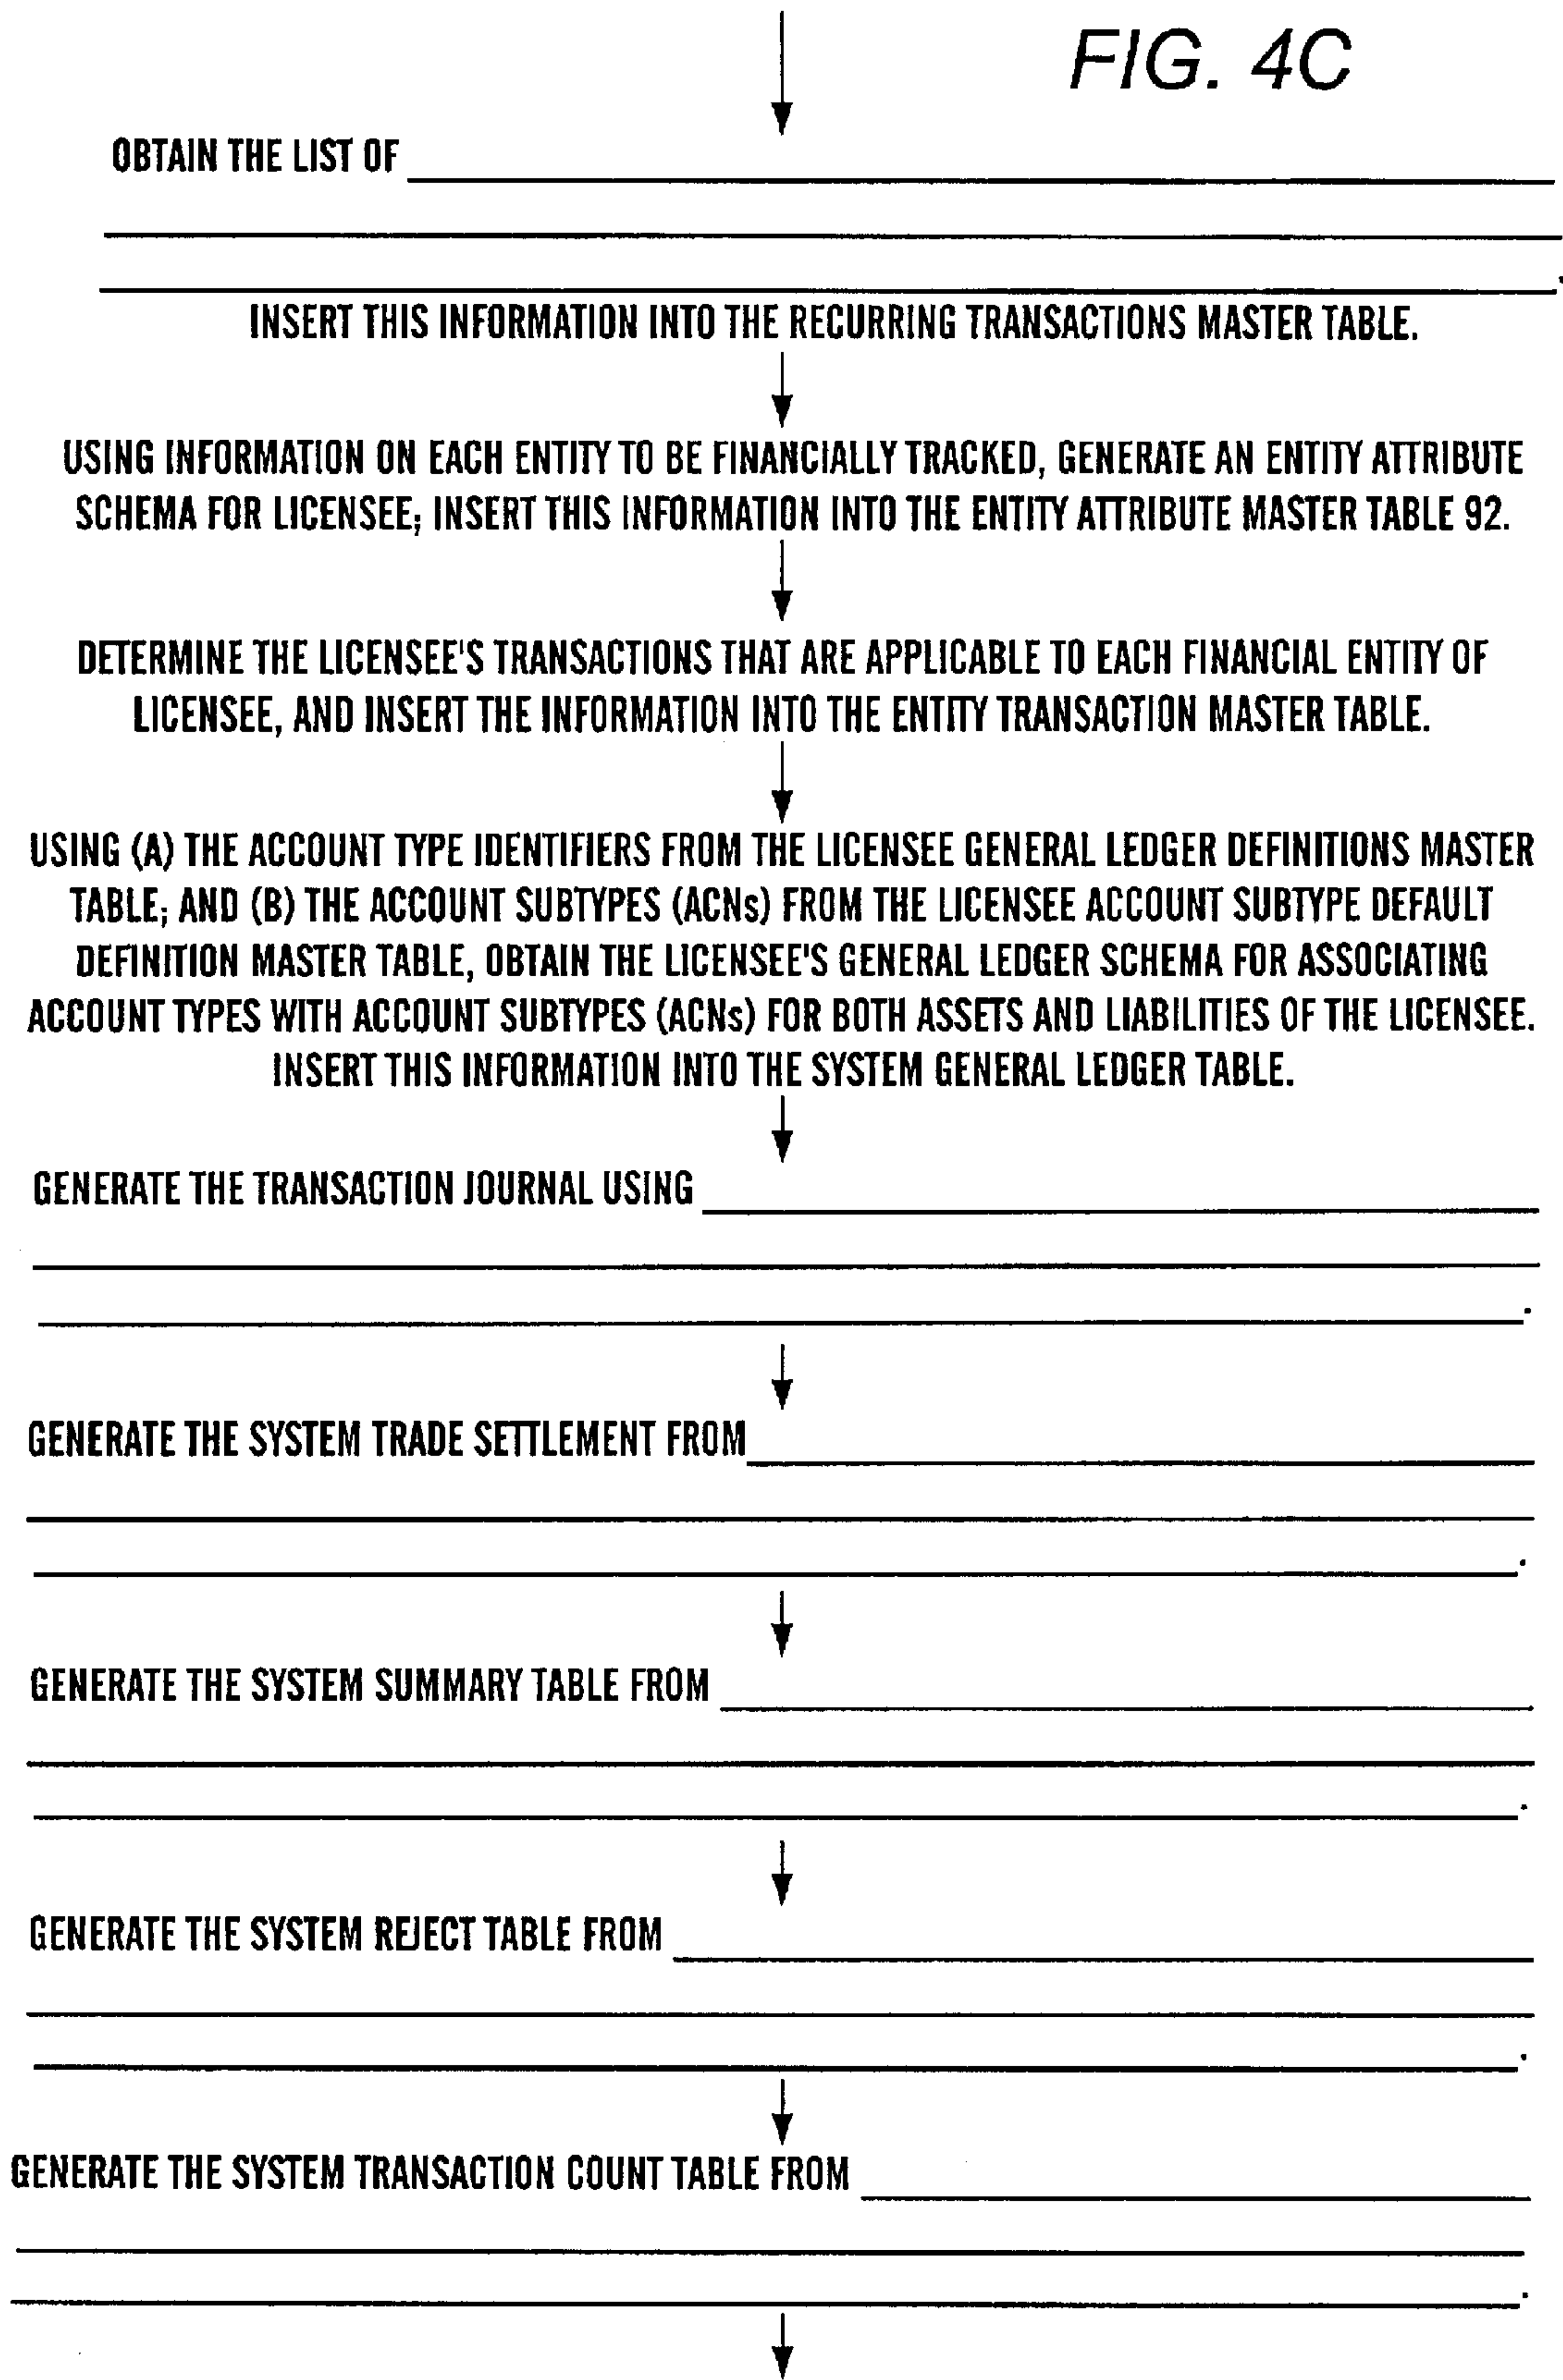 FIG. 4C
OBTAIN THE LIST OF
.
INSERT THIS INFORMATION INTO THE RECURRING TRANSACTIONS MASTER TABLE.
USING INFORMATION ON EACH ENTITY TO BE FINANCIALLY TRACKED, GENERATE AN ENTITY ATTRIBUTE
SCHEMA FOR LICENSEE; INSERT THIS INFORMATION INTO THE ENTITY ATTRIBUTE MASTER TABLE 92.
DETERMINE THE LICENSEE'S TRANSACTIONS THAT ARE APPLICABLE TO EACH FINANCIAL ENTITY OF
LICENSEE, AND INSERT THE INFORMATION INTO THE ENTITY TRANSACTION MASTER TABLE.
USING (A) THE ACCOUNT TYPE IDENTIFIERS FROM THE LICENSEE GENERAL LEDGER DEFINITIONS MASTER
TABLE; AND (B) THE ACCOUNT SUBTYPES (ACNs) FROM THE LICENSEE ACCOUNT SUBTYPE DEFAULT
DEFINITION MASTER TABLE, OBTAIN THE LICENSEE'S GENERAL LEDGER SCHEMA FOR ASSOCIATING
ACCOUNT TYPES WITH ACCOUNT SUBTYPES (ACNs) FOR BOTH ASSETS AND LIABILITIES OF THE LICENSEE.
INSERT THIS INFORMATION INTO THE SYSTEM GENERAL LEDGER TABLE.
GENERATE THE TRANSACTION JOURNAL USING
.
GENERATE THE SYSTEM TRADE SETTLEMENT FROM
.
GENERATE THE SYSTEM SUMMARY TABLE FROM
.
GENERATE THE SYSTEM REJECT TABLE FROM
.
GENERATE THE SYSTEM TRANSACTION COUNT TABLE FROM
.